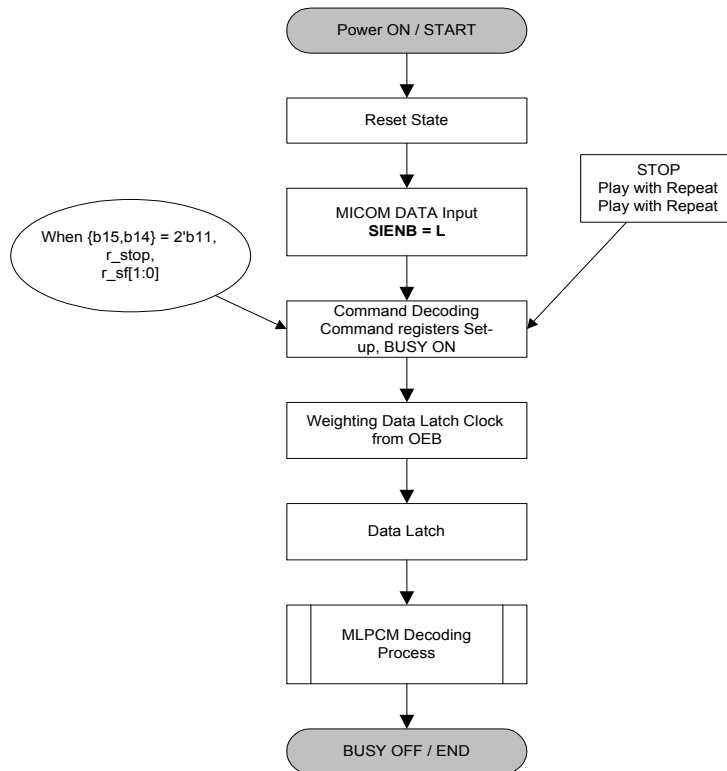 Power ON / START
Reset State
STOP
Play with Repeat
Play with Repeat
MICOM DATA Input
SIENB = L
When {b15,b14} = 2'b11,
r_stop,
r_sf[1:0]
Command Decoding
Command registers Set-
up, BUSY ON
Weighting Data Latch Clock
from OEB
Data Latch
MLPCM Decoding
Process
BUSY OFF / END